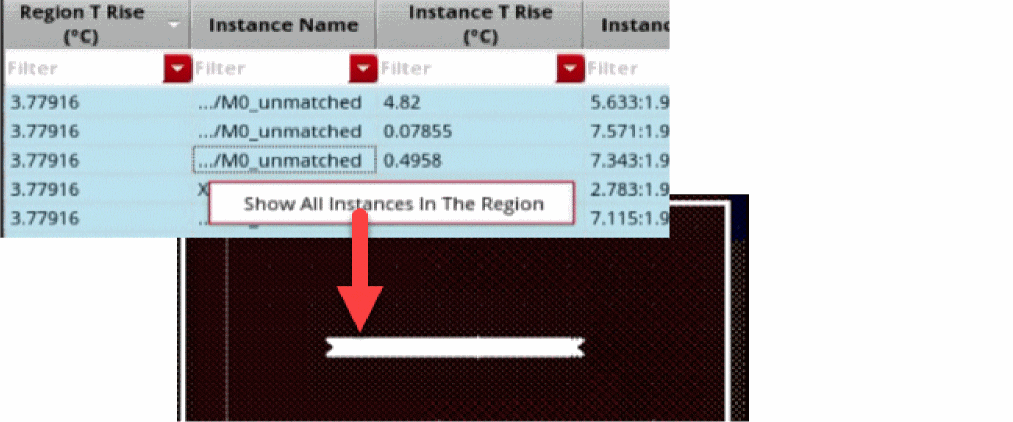 Region T Rise (°C) Instance Name Instance T Rise (°C) Instanc
Filter Filter Filter Filter
3.77916 .../M0_unmatched 4.82 5.633:1.9
3.77916 .../M0_unmatched 0.07855 7.571:1.9
3.77916 .../M0_unmatched 0.4958 7.343:1.9
3.77916 X 2.783:1.9
Show All Instances In The Region
3.77916 7.115:1.9